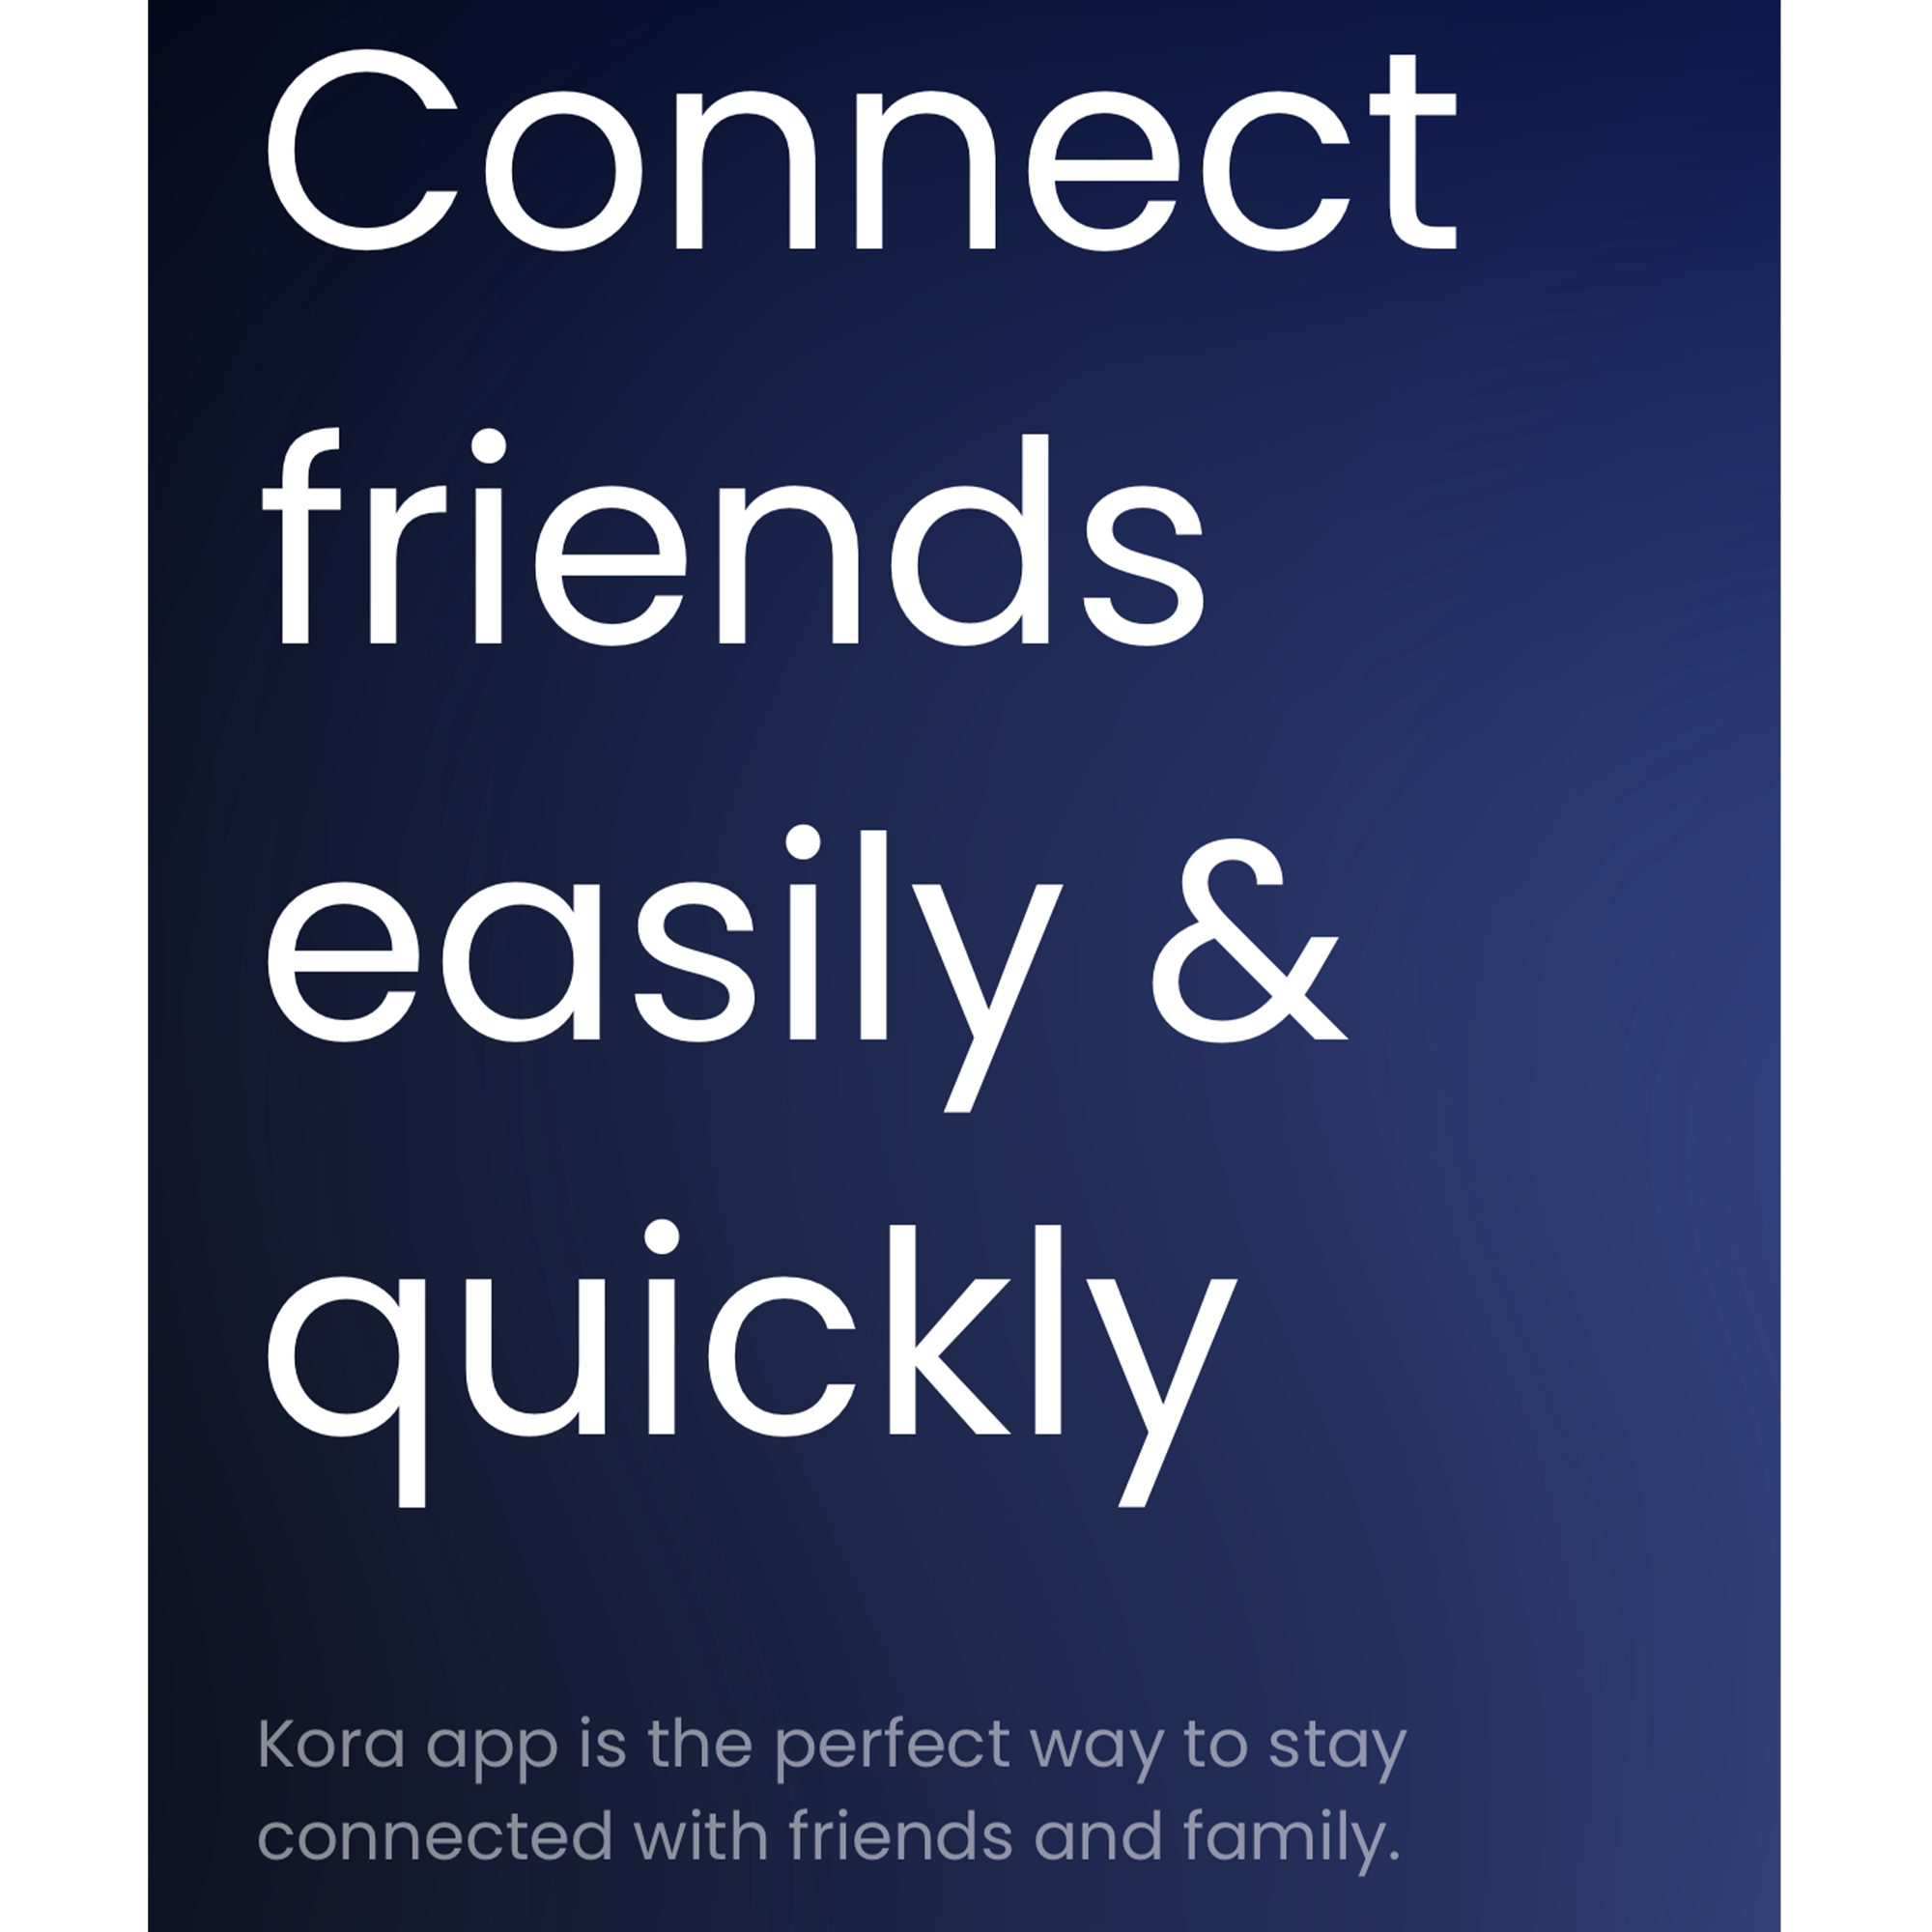 Connect
friends
easily &
quickly
Kora app is the perfect way to stay
connected with friends and family.